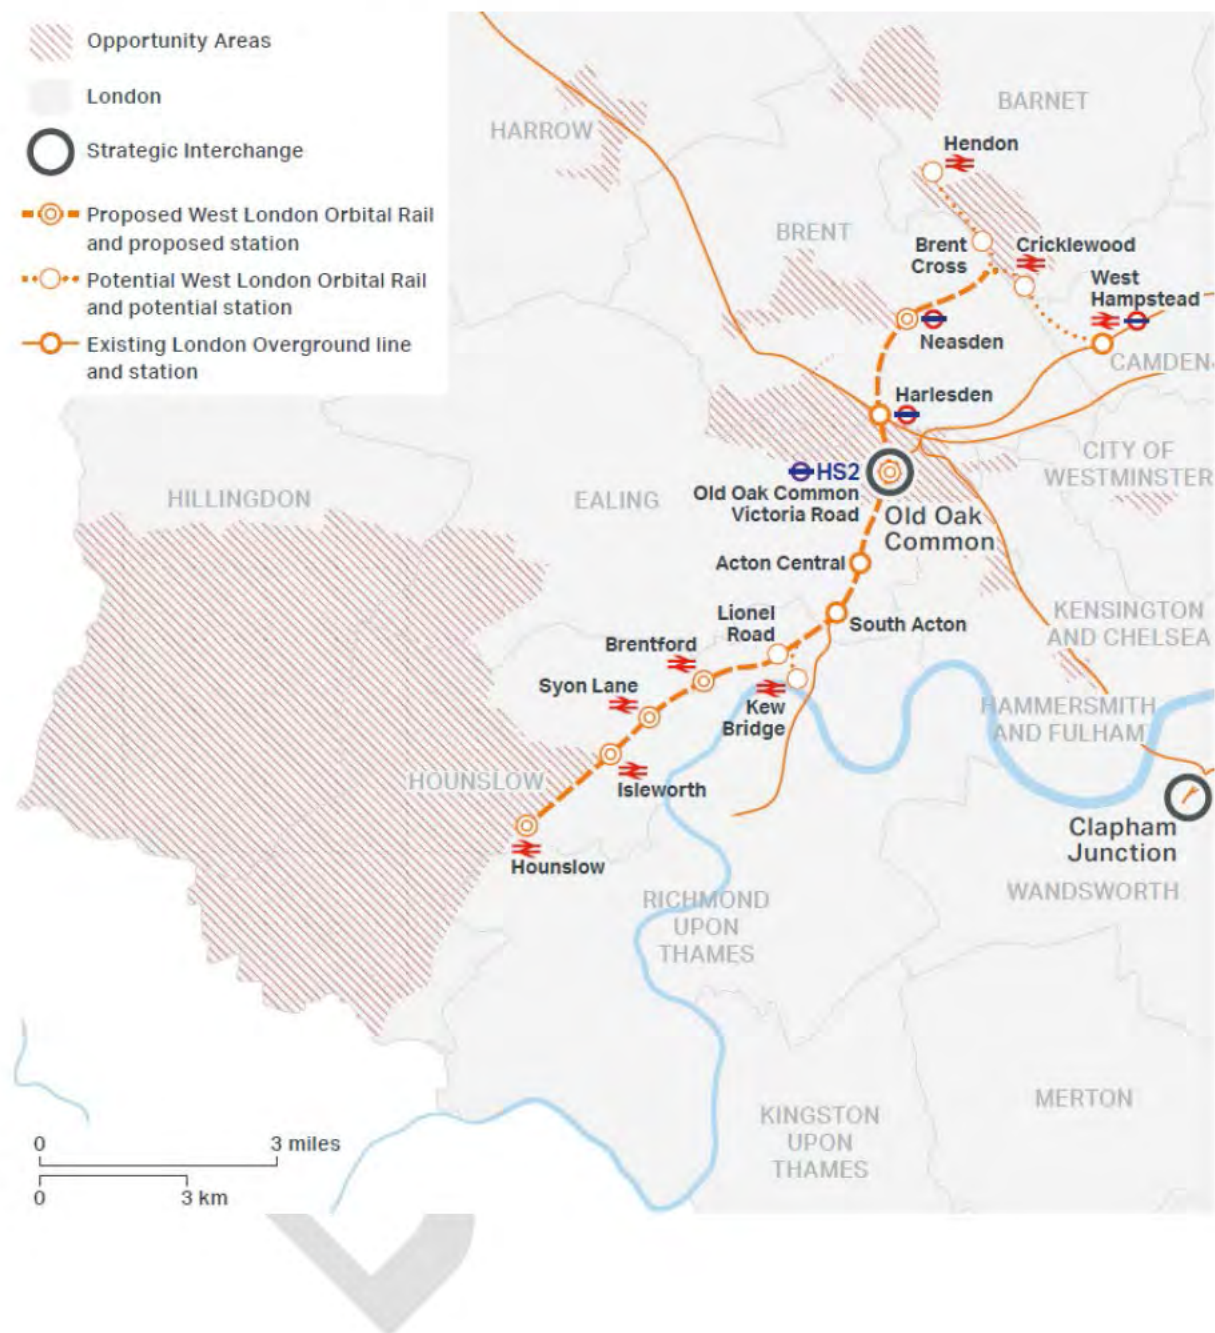 Opportunity Areas
London
Strategic Interchange
Proposed West London Orbital Rail
and proposed station
Potential West London Orbital Rail
and potential station
Existing London Overground line
and station
HARROW
BARNET
Hendon
BRENT
Brent
Cross
Cricklewood
West
Hampstead
Neasden
CAMDEN
Harlesden
CITY OF
WESTMINSTER
HILLINGDON
EALING
HS2
Old Oak Common
Victoria Road
Old Oak
Common
Acton Central
Lionel
Road
South Acton
KENSINGTON
AND CHELSEA
Brentford
Syon Lane
Kew
Bridge
HAMMERSMITH
AND FULHAM
HOUNSLOW
Isleworth
Clapham
Junction
Hounslow
WANDSWORTH
RICHMOND
UPON
THAMES
MERTON
KINGSTON
UPON
THAMES
0 3 miles
0 3 km